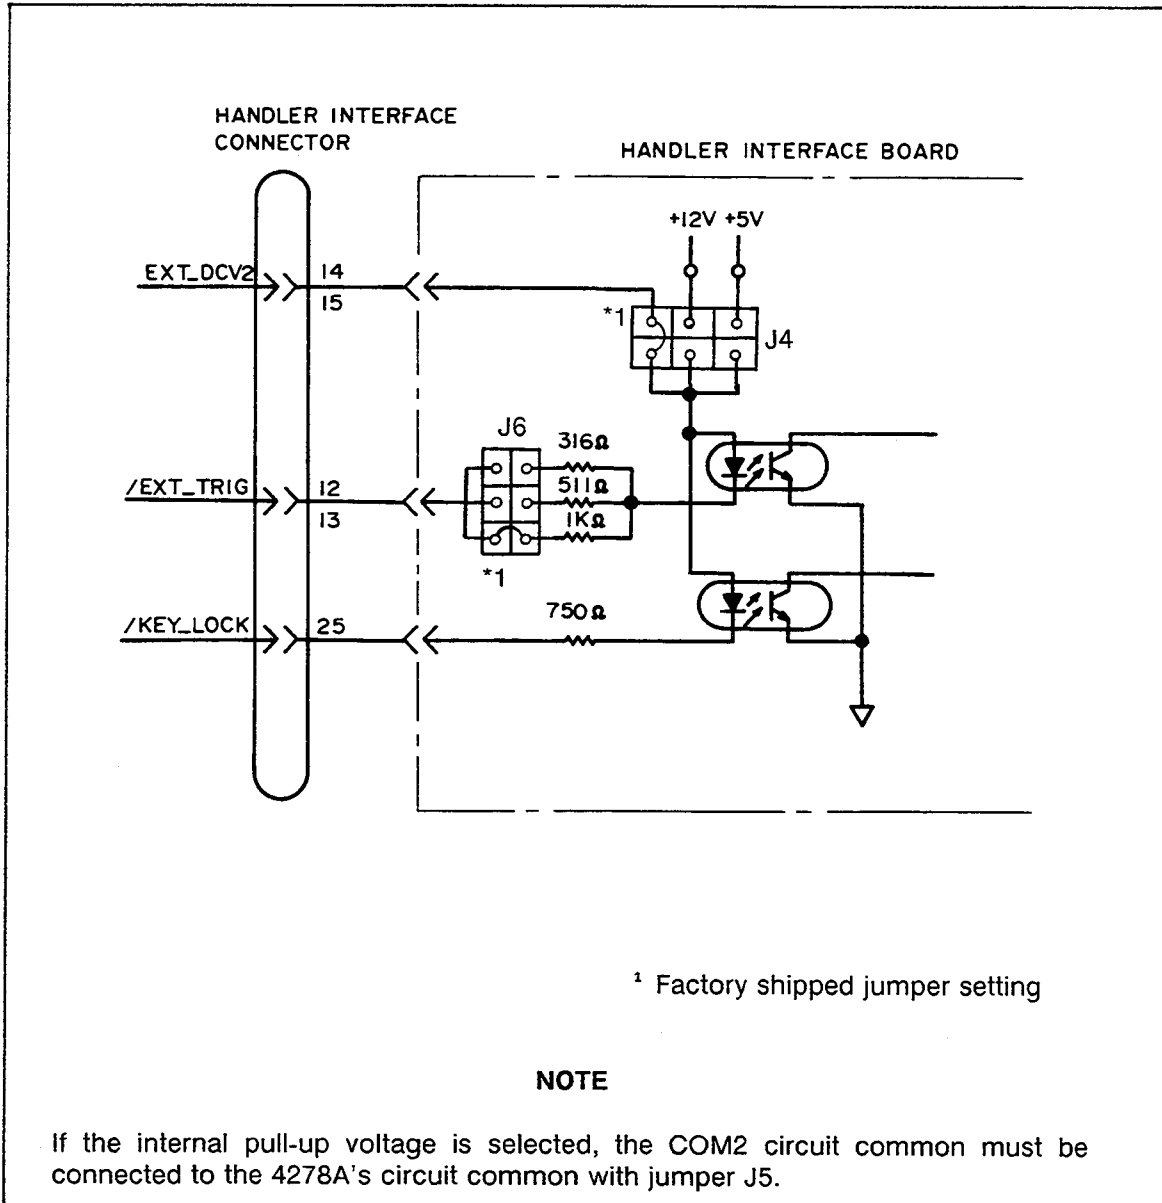 HANDLER INTERFACE
CONNECTOR
HANDLER INTERFACE BOARD
+12V +5V
EXT_DCV2
14
15
*1
J4
J6
316Ω
/EXT_TRIG
12
511Ω
13
1KΩ
*1
750Ω
/KEY_LOCK
25
¹ Factory shipped jumper setting
NOTE
If the internal pull-up voltage is selected, the COM2 circuit common must be
connected to the 4278A's circuit common with jumper J5.